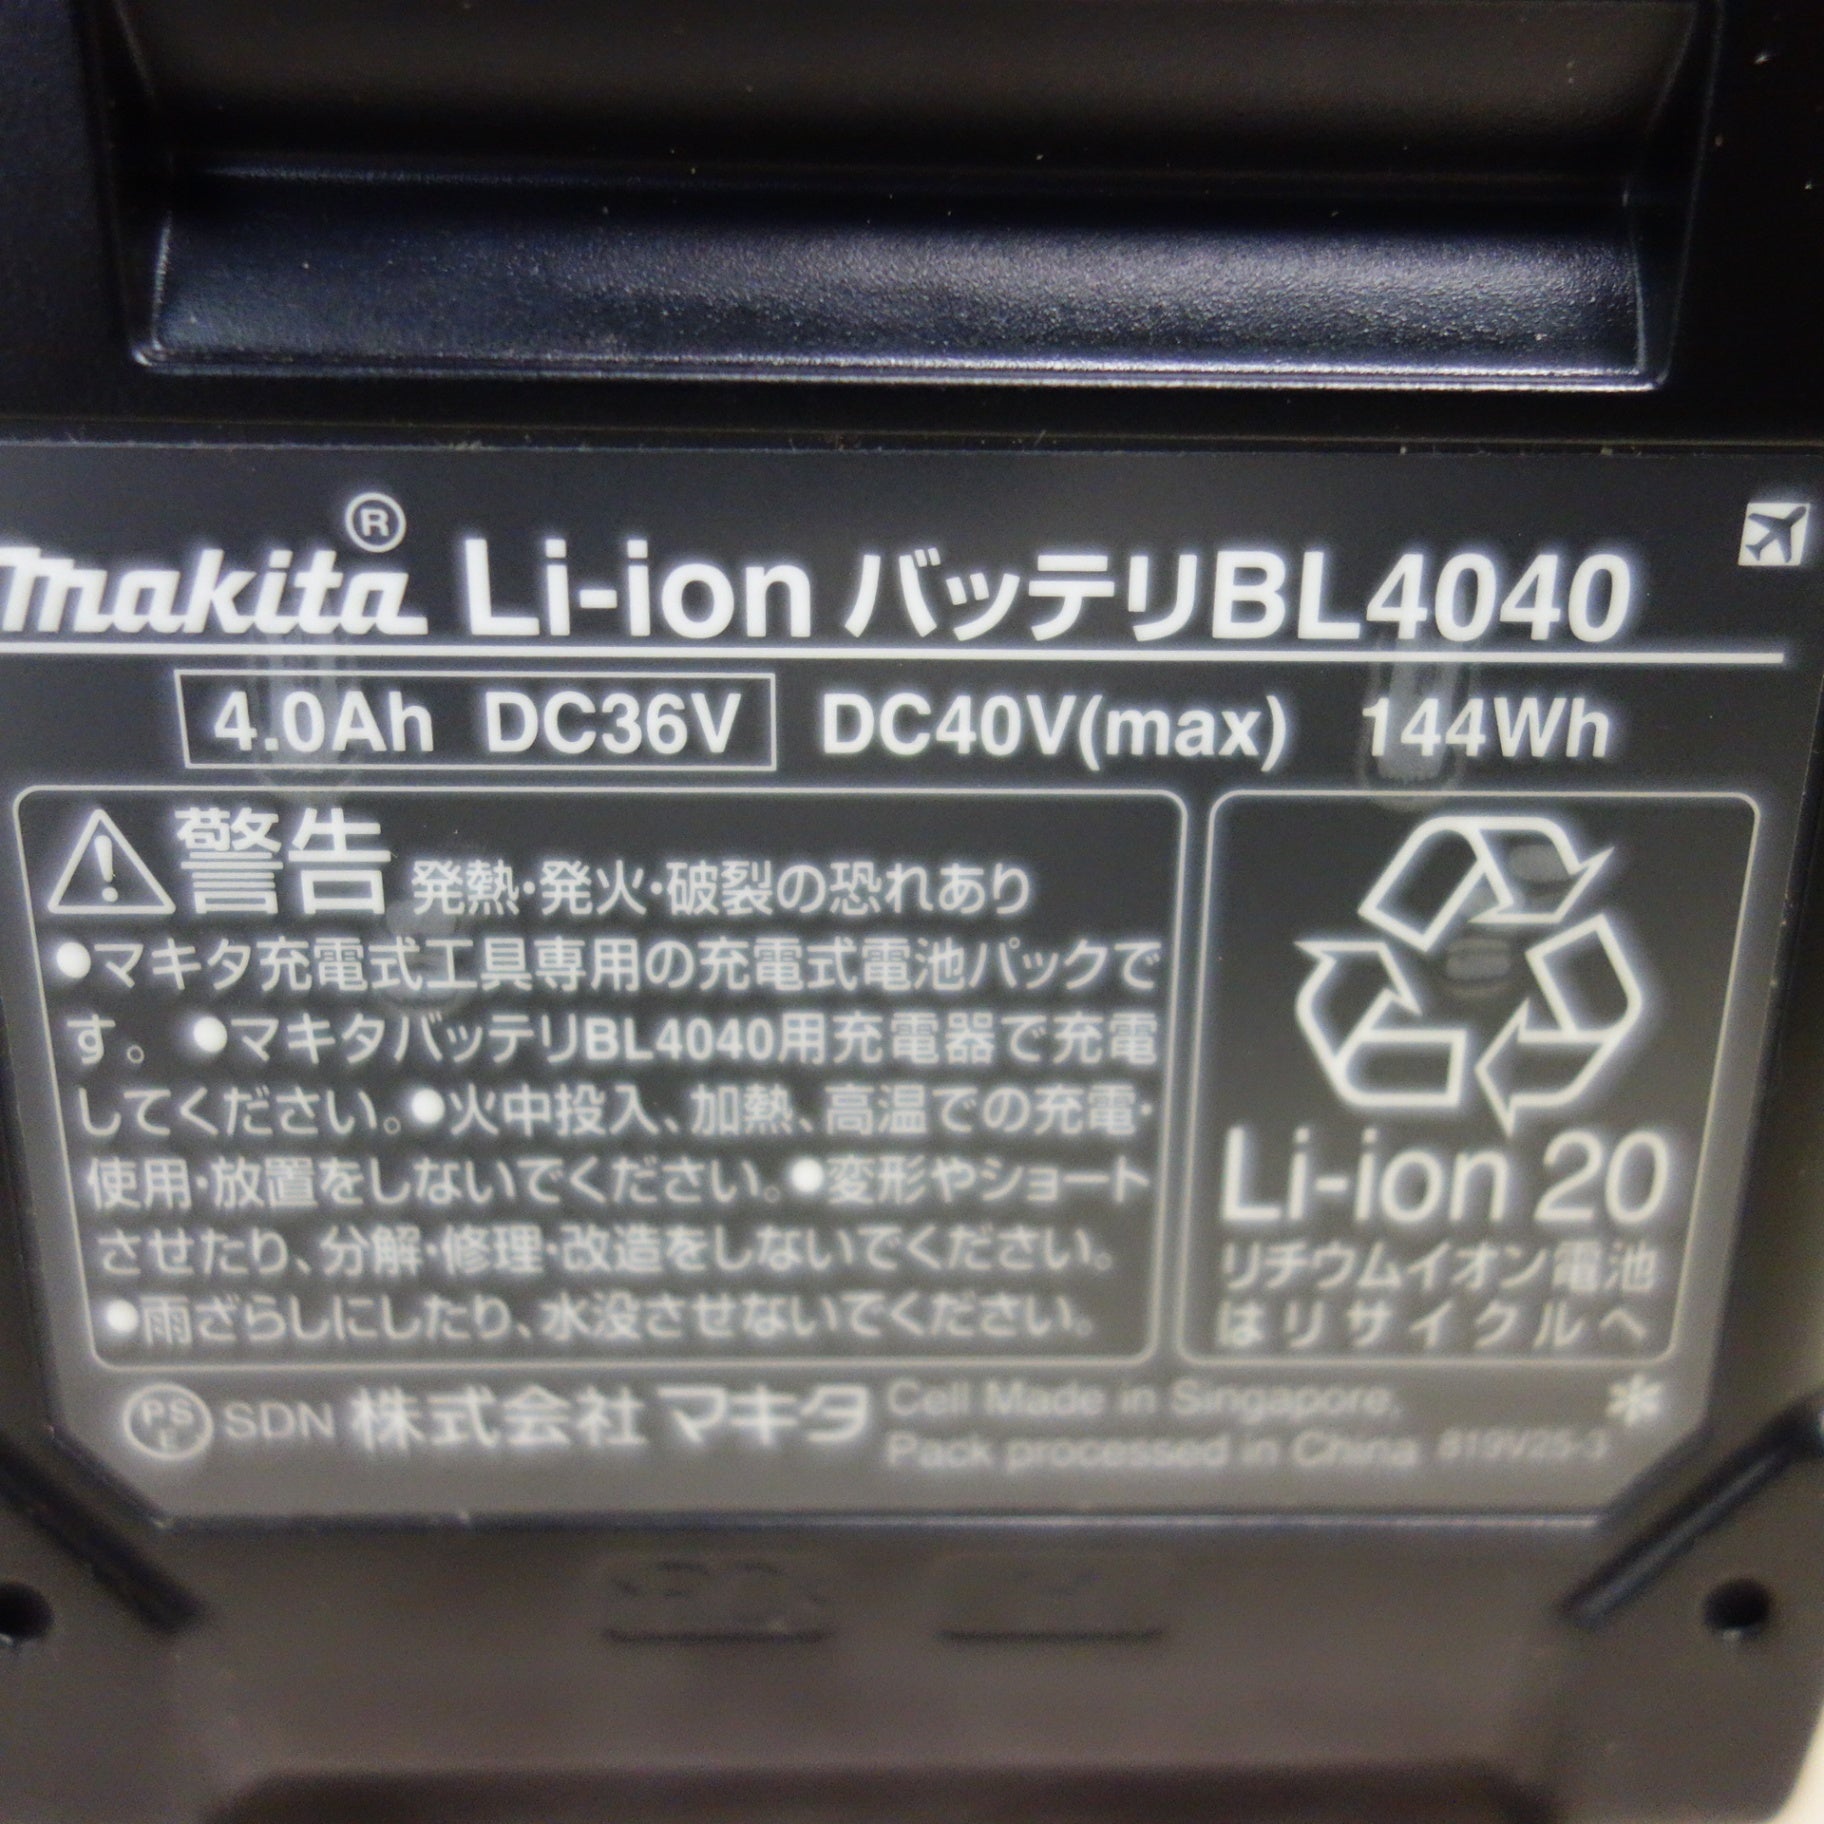 makita® Li-ion バッテリBL4040
4.0Ah DC36V DC40V(max) 144Wh
警告 発熱・発火・破裂の恐れあり
●マキタ充電式工具専用の充電式電池パックで
す。●マキタバッテリBL4040用充電器で充電
してください。●火中投入、加熱、高温での充電・
使用・放置をしないでください。●変形やショート
させたり、分解・修理・改造をしないでください。
●雨ざらしにしたり、水没させないでください。
Li-ion 20
リチウムイオン電池
はリサイクルへ
PS
E
SDN 株式会社マキタ
Cell Made in Singapore,
Pack processed in China 819V25-3